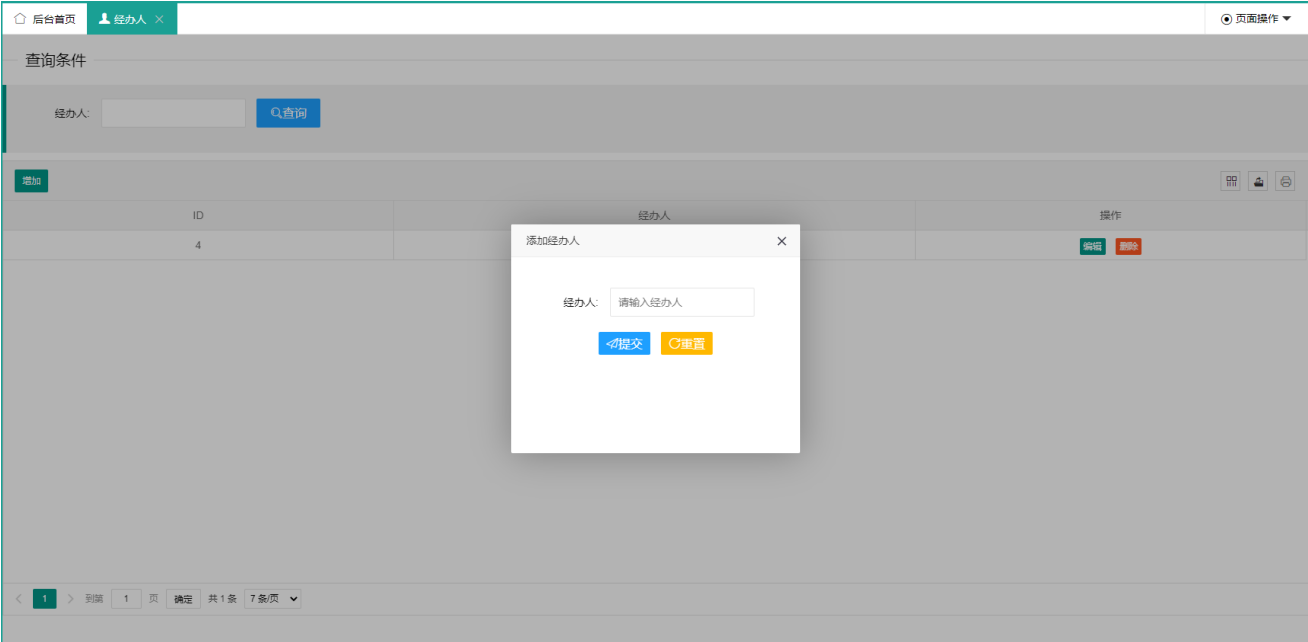 后台首页 经办人 页面操作
查询条件
经办人: 查询
增加
ID 经办人 操作
4 编辑 删除
添加经办人
经办人: 请输入经办人
提交 重置
1 到第 1 页 确定 共 1 条 7 条/页